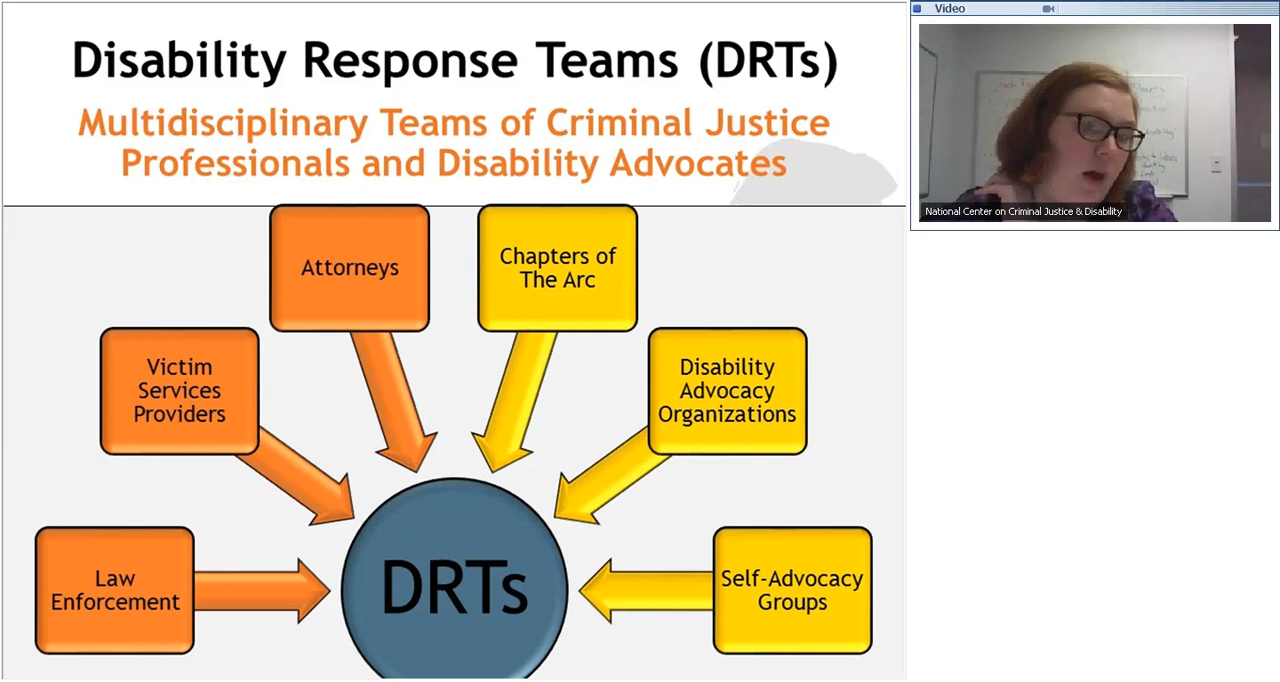 Disability Response Teams (DRTs)
Multidisciplinary Teams of Criminal Justice
Professionals and Disability Advocates
Attorneys
Chapters of
The Arc
Victim
Services
Providers
Disability
Advocacy
Organizations
Law
Enforcement
DRTs
Self-Advocacy
Groups
Video
National Center on Criminal Justice & Disability